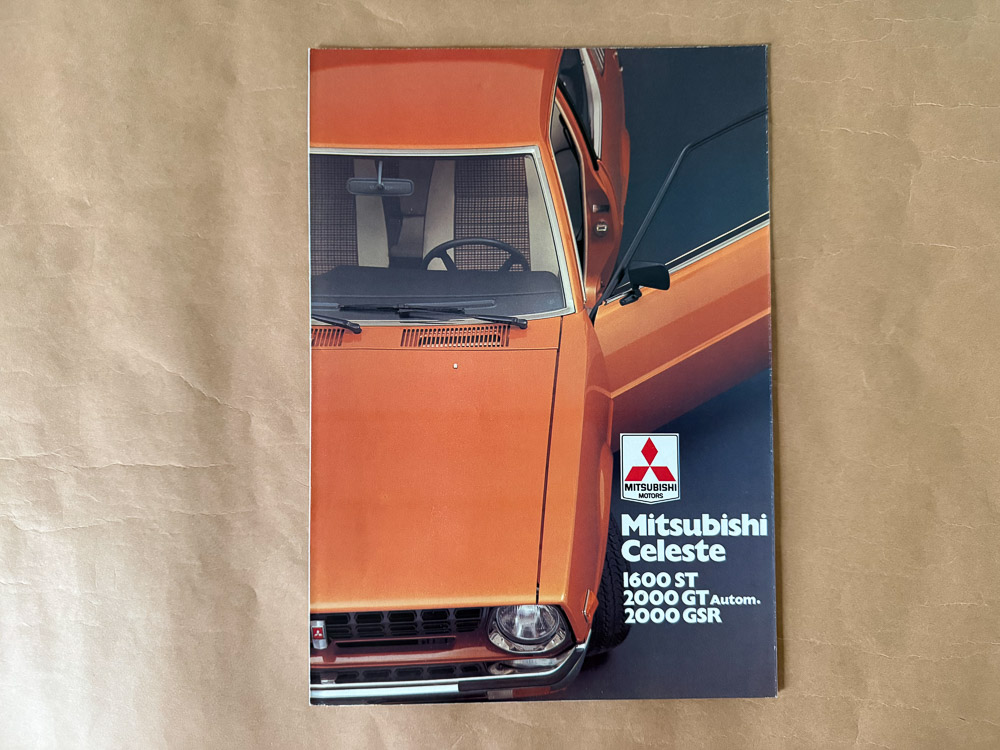 MITSUBISHI
MOTORS
Mitsubishi
Celeste
1600 ST
2000 GT Autom.
2000 GSR